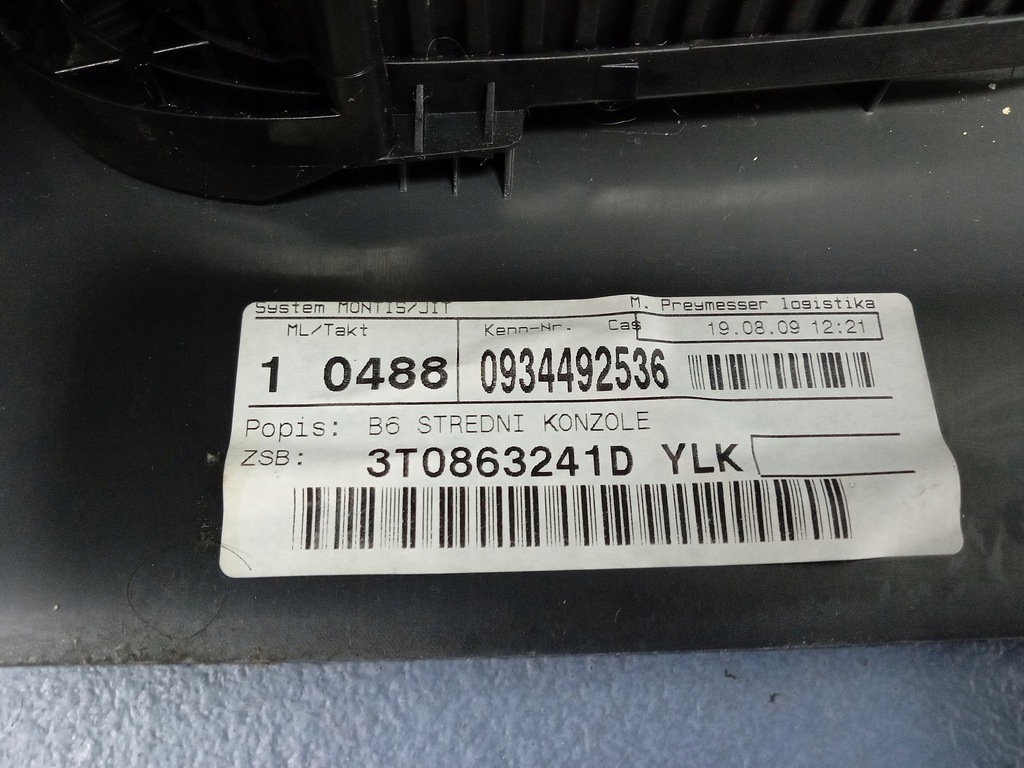 System MONTIS/JIT M. Preymesser logistika
ML/Takt Kenn-Nr. Cas 19.08.09 12:21
1 0488 0934492536
Popis: B6 STREDNI KONZOLE
ZSB: 3T0863241D YLK